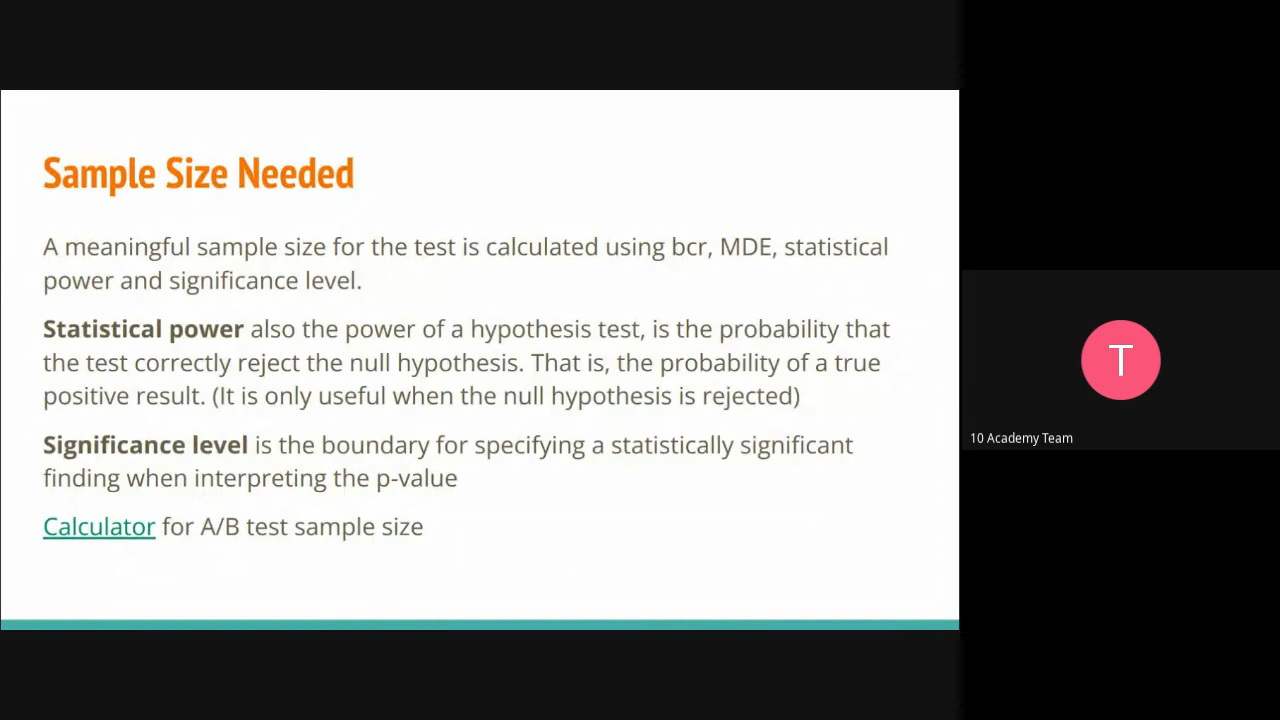 Sample Size Needed
A meaningful sample size for the test is calculated using bcr, MDE, statistical
power and significance level.
Statistical power also the power of a hypothesis test, is the probability that
the test correctly reject the null hypothesis. That is, the probability of a true
positive result. (It is only useful when the null hypothesis is rejected)
Significance level is the boundary for specifying a statistically significant
finding when interpreting the p-value
Calculator for A/B test sample size
T
10 Academy Team